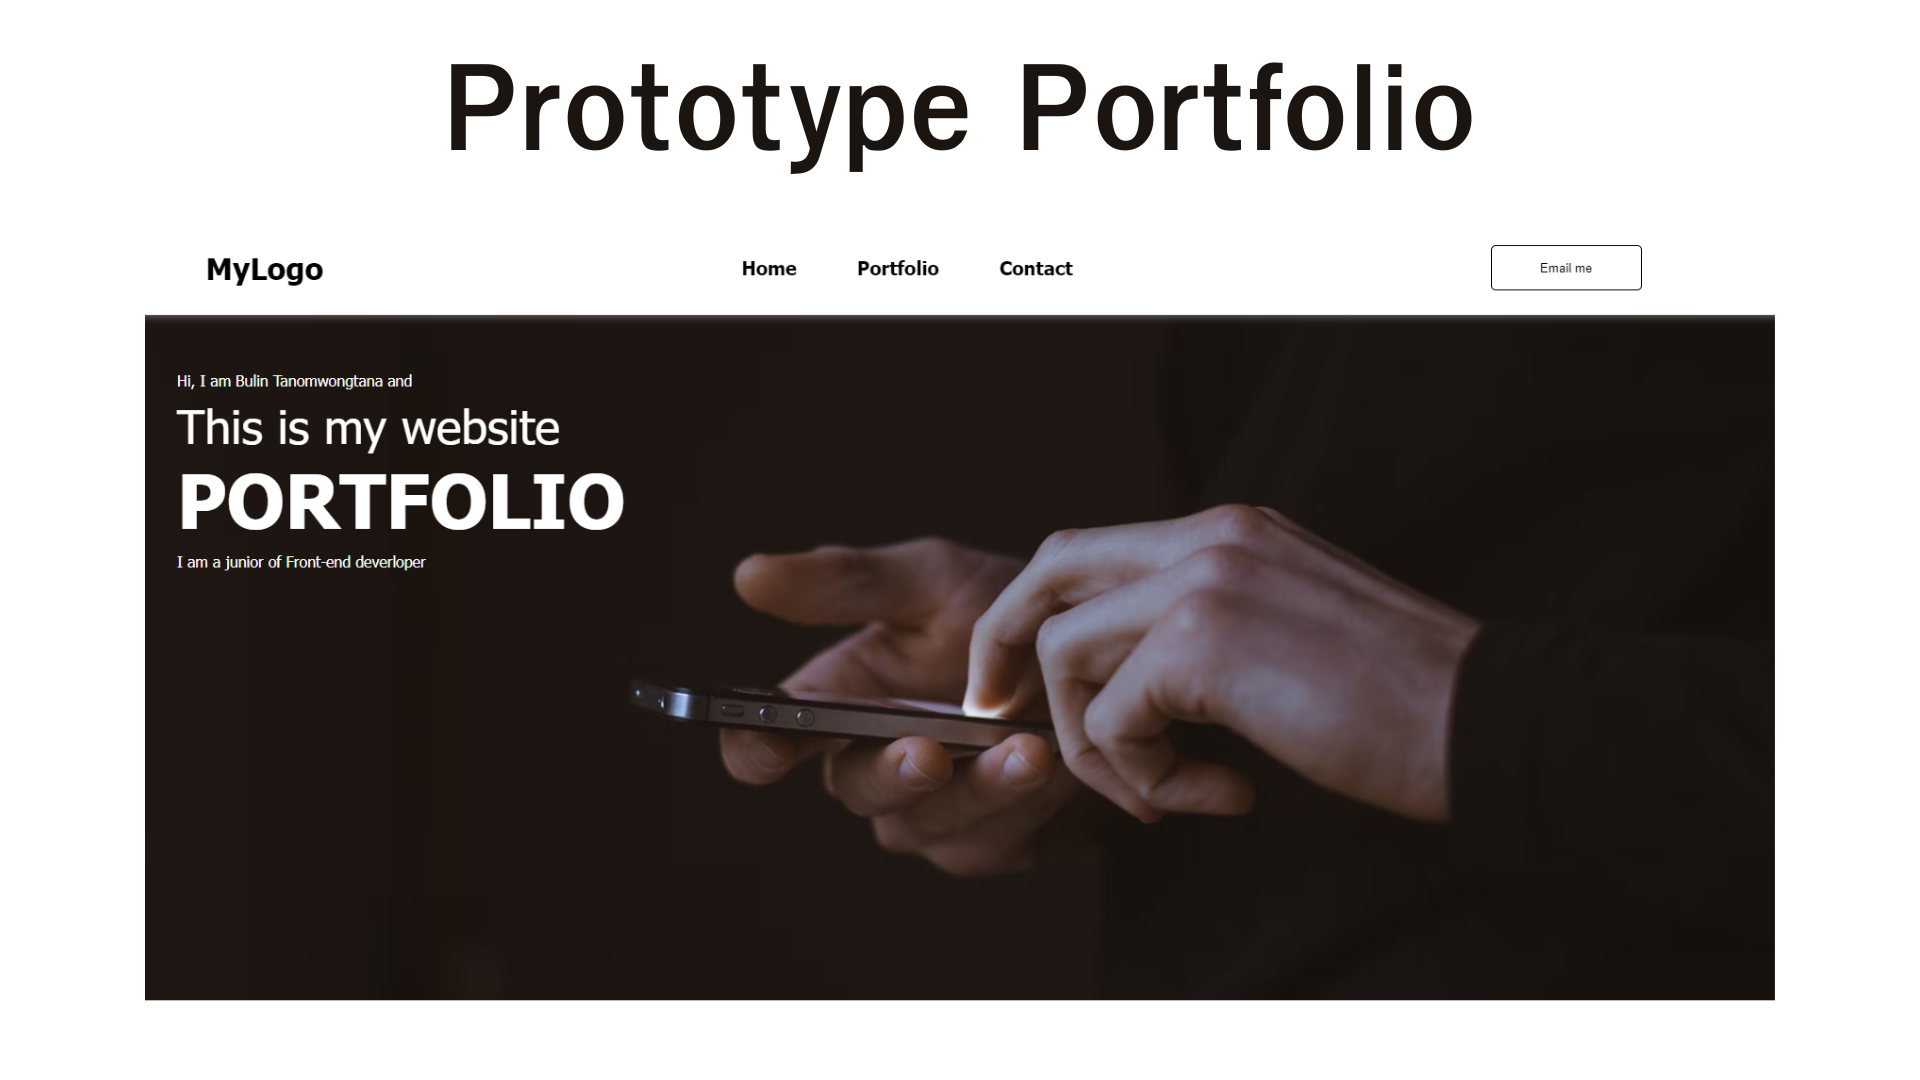 Prototype Portfolio
MyLogo
Home Portfolio Contact
Email me
Hi, I am Bulin Tanomwongtana and
This is my website
PORTFOLIO
I am a junior of Front-end deverloper